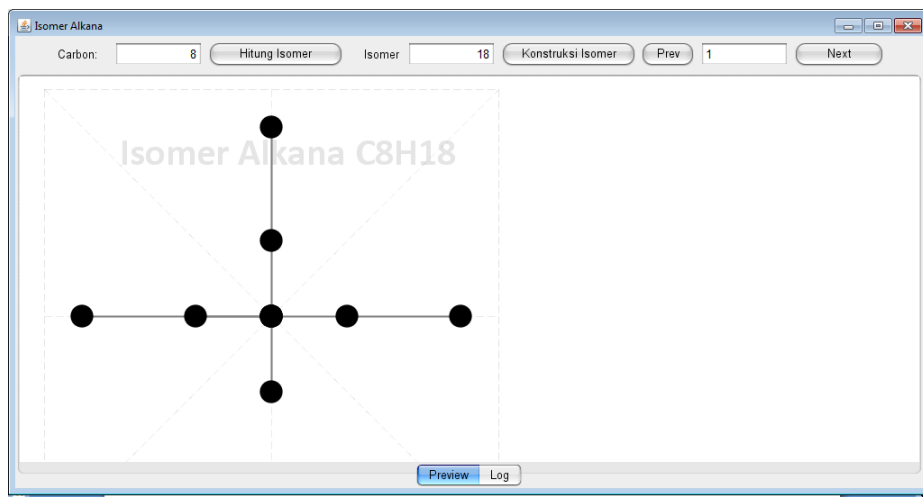 Isomer Alkana
Carbon: 8 Hitung Isomer Isomer 18 Konstruksi Isomer Prev 1 Next
Isomer Alkana C8H18
Preview Log